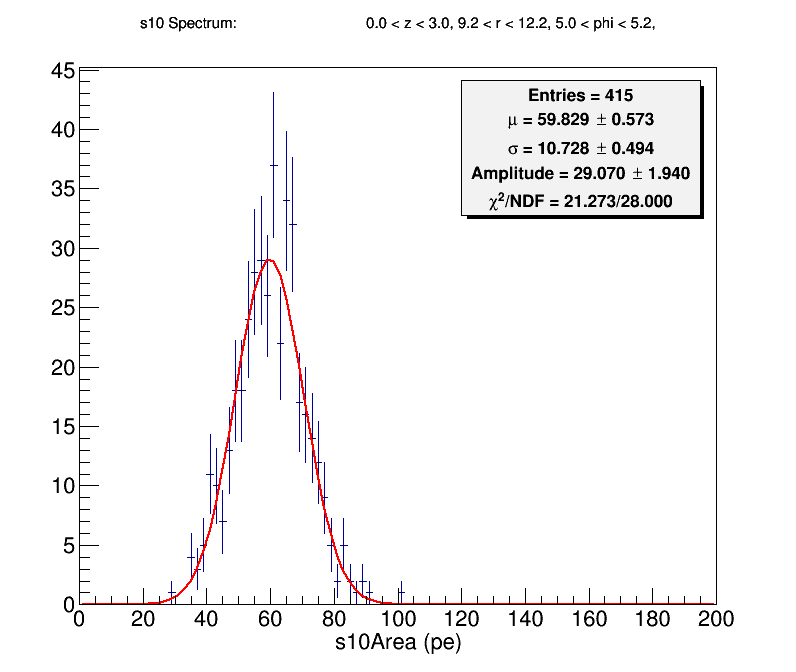 s10 Spectrum: 0.0 < z < 3.0, 9.2 < r < 12.2, 5.0 < phi < 5.2,
Entries = 415
μ = 59.829 ± 0.573
σ = 10.728 ± 0.494
Amplitude = 29.070 ± 1.940
χ²/NDF = 21.273/28.000
45
40
35
30
25
20
15
10
5
0
0 20 40 60 80 100 120 140 160 180 200
s10Area (pe)